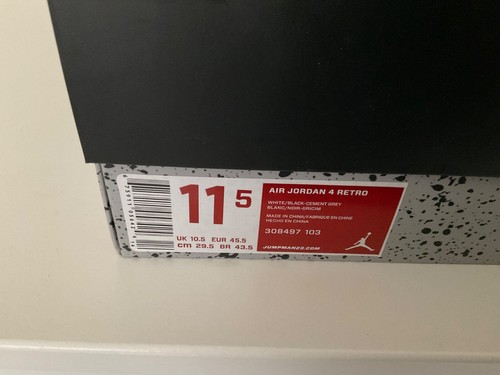 11 5
UK 10.5 EUR 45.5
cm 29.5 BR 43.5
AIR JORDAN 4 RETRO
WHITE/BLACK-CEMENT GREY
BLANC/NOIR-GRICIM
MADE IN CHINA/FABRIQUE EN CHINE
HECHO EN CHINA
308497 103
JUMPMAN23.COM